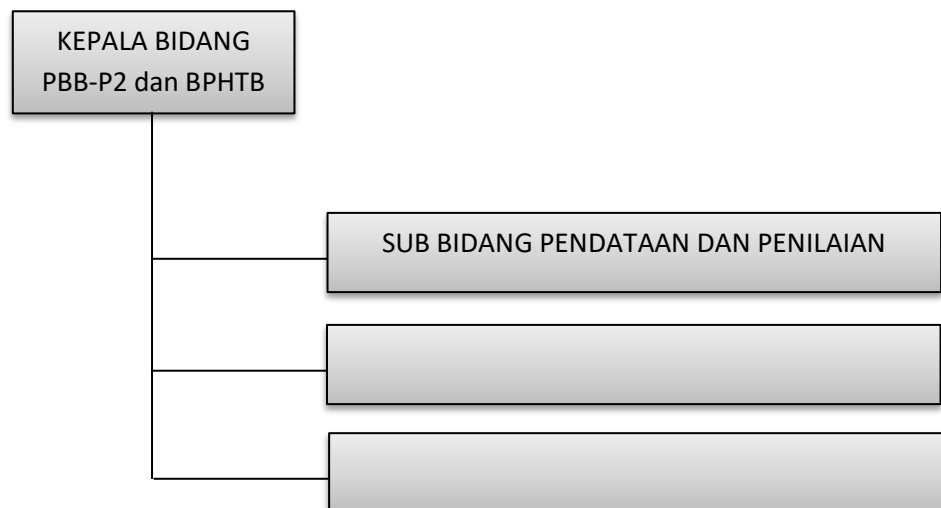 KEPALA BIDANG
PBB-P2 dan BPHTB
SUB BIDANG PENDATAAN DAN PENILAIAN